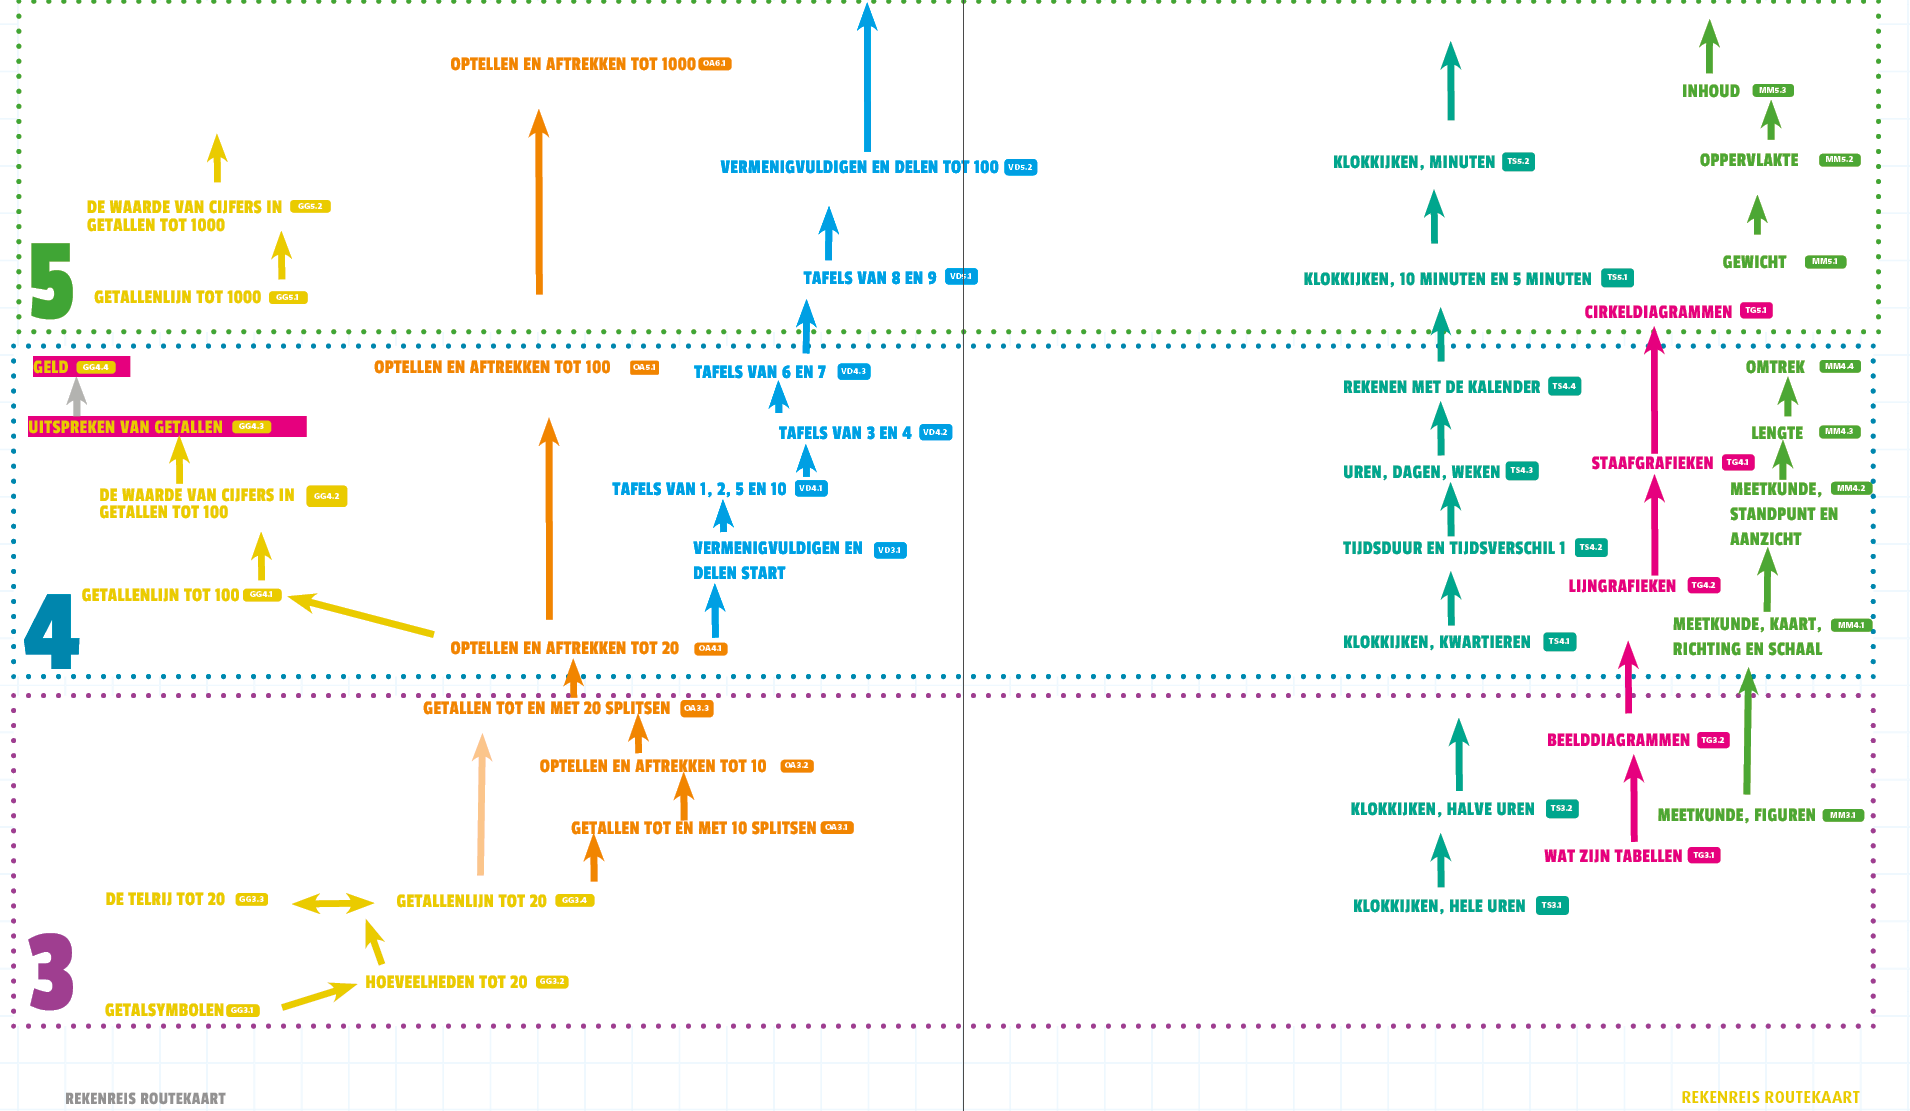 OPTELLEN EN AFTREKKEN TOT 1000 OA6.1
INHOUD MM5.3
KLOKKIJKEN, MINUTEN TS5.2
OPPERVLAKTE MM5.2
VERMENIGVULDIGEN EN DELEN TOT 100 VD5.2
DE WAARDE VAN CIJFERS IN GG5.2
GETALLEN TOT 1000
GEWICHT MM5.1
TAFELS VAN 8 EN 9 VD5.1
KLOKKIJKEN, 10 MINUTEN EN 5 MINUTEN TS5.1
5
GETALLENLIJN TOT 1000 GG5.1
CIRKELDIAGRAMMEN TG5.1
GELD GG4.4
OPTELLEN EN AFTREKKEN TOT 100 OA5.1
TAFELS VAN 6 EN 7 VD4.3
OMTREK MM4.4
REKENEN MET DE KALENDER TS4.4
UITSPREKEN VAN GETALLEN GG4.3
TAFELS VAN 3 EN 4 VD4.2
LENGTE MM4.3
STAAFGRAFIEKEN TG4.1
UREN, DAGEN, WEKEN TS4.3
TAFELS VAN 1, 2, 5 EN 10 VD4.1
MEETKUNDE, MM4.2
STANDPUNT EN
AANZICHT
DE WAARDE VAN CIJFERS IN GG4.2
GETALLEN TOT 100
VERMENIGVULDIGEN EN VD3.1
DELEN START
TIJDSDUUR EN TIJDSVERSCHIL 1 TS4.2
LIJNGRAFIEKEN TG4.2
GETALLENLIJN TOT 100 GG4.1
4
MEETKUNDE, KAART, MM4.1
RICHTING EN SCHAAL
KLOKKIJKEN, KWARTIEREN TS4.1
OPTELLEN EN AFTREKKEN TOT 20 OA4.1
GETALLEN TOT EN MET 20 SPLITSEN OA3.3
BEELDDIAGRAMMEN TG3.2
OPTELLEN EN AFTREKKEN TOT 10 OA3.2
KLOKKIJKEN, HALVE UREN TS3.2
MEETKUNDE, FIGUREN MM3.1
GETALLEN TOT EN MET 10 SPLITSEN OA3.1
WAT ZIJN TABELLEN TG3.1
DE TELRIJ TOT 20 GG3.3
GETALLENLIJN TOT 20 GG3.4
KLOKKIJKEN, HELE UREN TS3.1
3
HOEVEELHEDEN TOT 20 GG3.2
GETALSYMBOLEN GG3.1
REKENREIS ROUTEKAART
REKENREIS ROUTEKAART